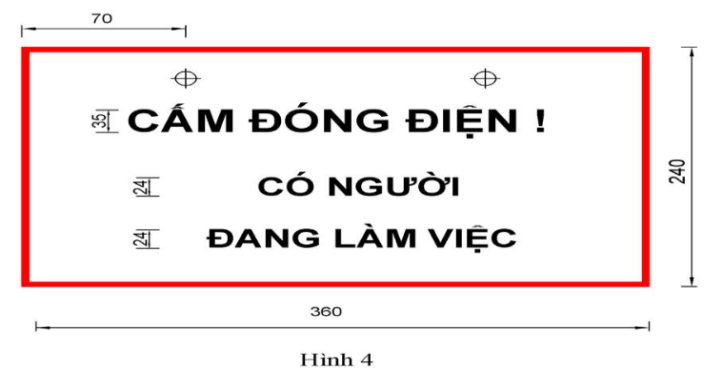 70
35 CẤM ĐÓNG ĐIỆN !
24 CÓ NGƯỜI
24 ĐANG LÀM VIỆC
240
360
Hình 4